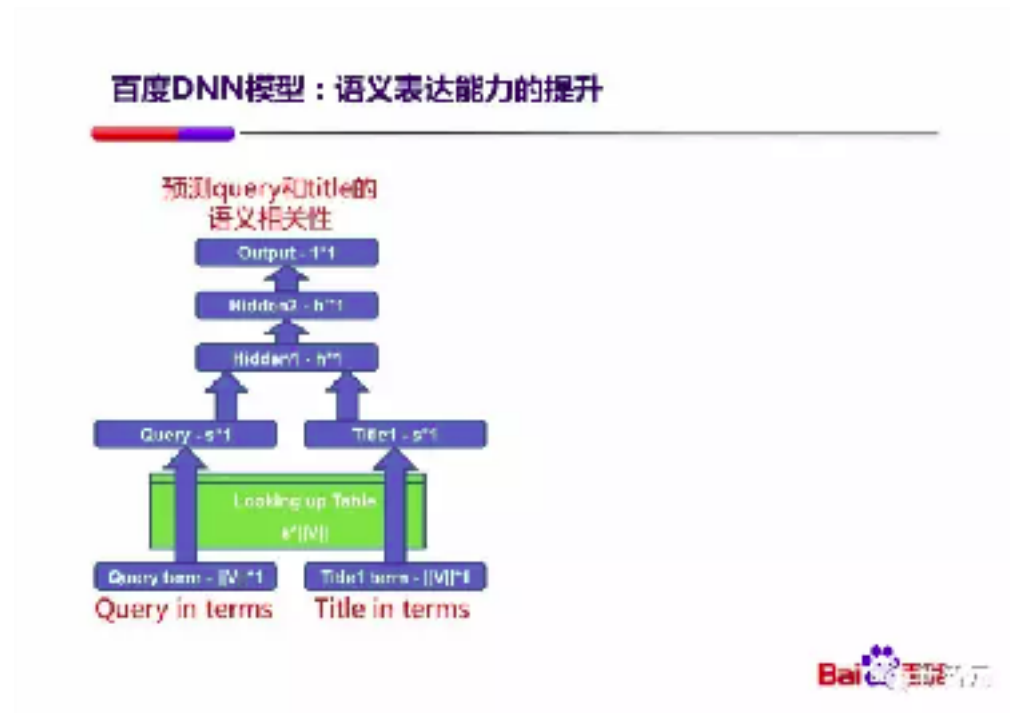 百度DNN模型：语义表达能力的提升
预测query和title的
语义相关性
Output - 1*1
Hidden2 - h*1
Hidden1 - h*1
Query - s*1
Title1 - s*1
Looking up Table
s*||V||
Query term - ||V||*1
Title1 term - ||V||*1
Query in terms
Title in terms
Bai 百度